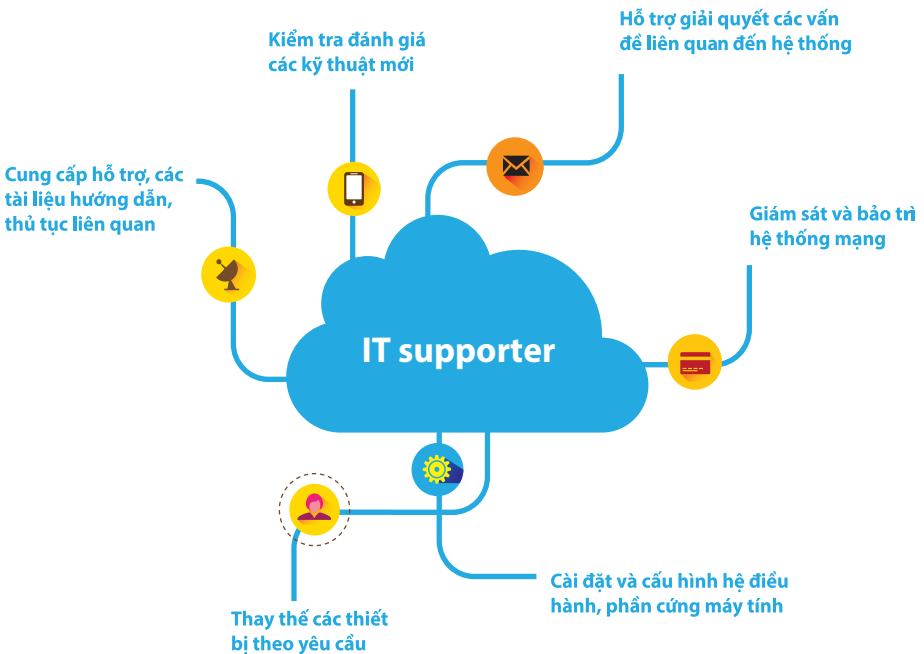 Hỗ trợ giải quyết các vấn
đề liên quan đến hệ thống
Kiểm tra đánh giá
các kỹ thuật mới
Cung cấp hỗ trợ, các
tài liệu hướng dẫn,
thủ tục liên quan
Giám sát và bảo trì
hệ thống mạng
IT supporter
Cài đặt và cấu hình hệ điều
hành, phần cứng máy tính
Thay thế các thiết
bị theo yêu cầu